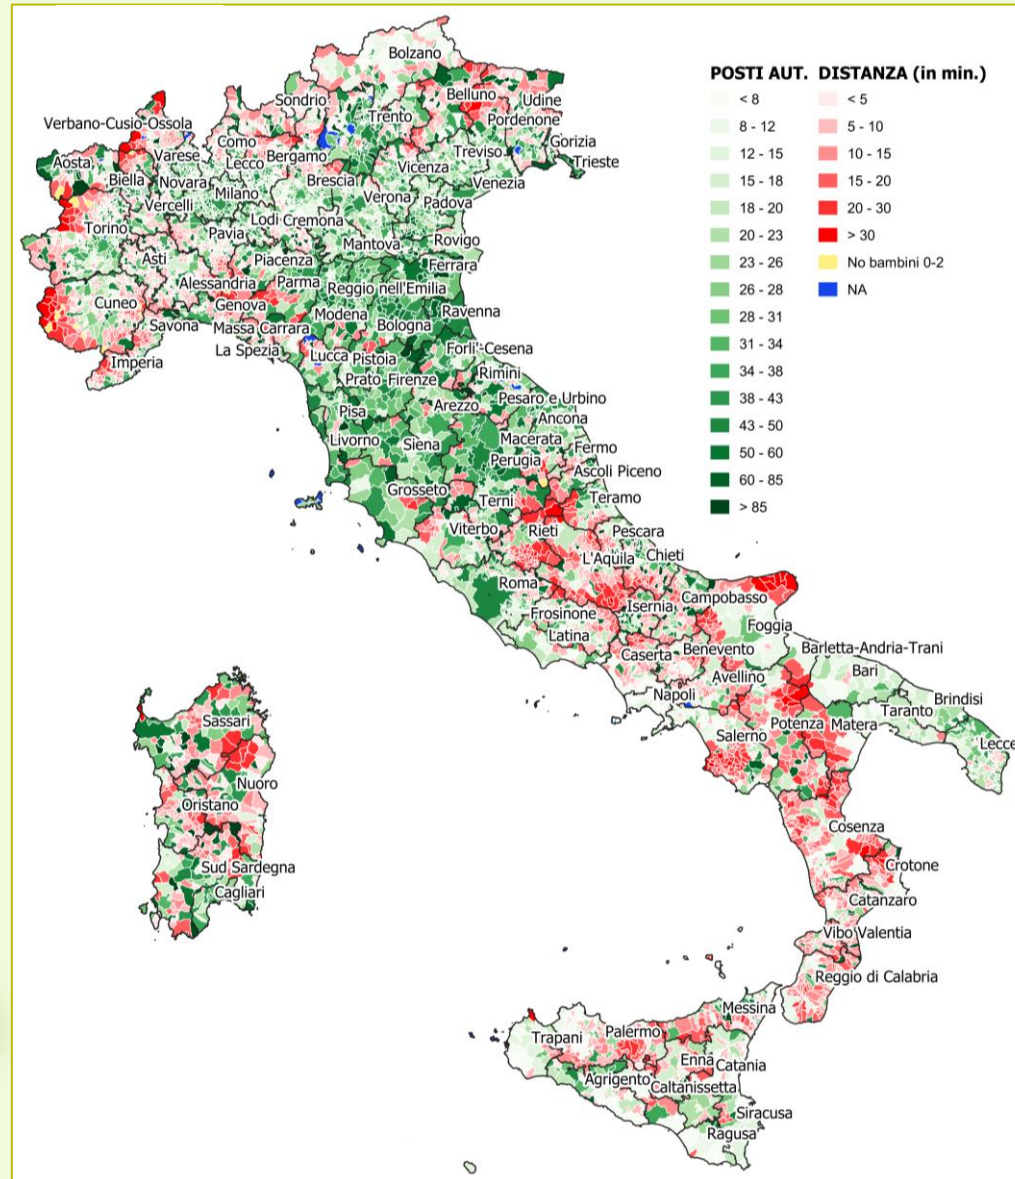 POSTI AUT. DISTANZA (in min.)
< 8
8 - 12
12 - 15
15 - 18
18 - 20
20 - 23
23 - 26
26 - 28
28 - 31
31 - 34
34 - 38
38 - 43
43 - 50
50 - 60
60 - 85
> 85
< 5
5 - 10
10 - 15
15 - 20
20 - 30
> 30
No bambini 0-2
NA
Bolzano
Sondrio
Belluno
Udine
Trento
Pordenone
Verbano-Cusio-Ossola
Como
Gorizia
Aosta
Varese
Lecco
Bergamo
Vicenza
Treviso
Trieste
Biella
Novara
Milano
Brescia
Verona
Venezia
Vercelli
Padova
Torino
Lodi
Cremona
Pavia
Mantova
Rovigo
Asti
Piacenza
Ferrara
Alessandria
Parma
Reggio nell'Emilia
Cuneo
Genova
Modena
Ravenna
Savona
Massa Carrara
Bologna
La Spezia
Lucca
Pistoia
Forli'-Cesena
Imperia
Prato
Firenze
Rimini
Pisa
Arezzo
Pesaro e Urbino
Ancona
Livorno
Siena
Macerata
Fermo
Perugia
Ascoli Piceno
Grosseto
Terni
Teramo
Viterbo
Rieti
Pescara
L'Aquila
Chieti
Roma
Campobasso
Isernia
Frosinone
Foggia
Latina
Caserta
Benevento
Barletta-Andria-Trani
Avellino
Bari
Napoli
Brindisi
Taranto
Potenza
Matera
Salerno
Lecce
Sassari
Nuoro
Oristano
Cosenza
Sud Sardegna
Crotone
Cagliari
Catanzaro
Vibo Valentia
Reggio di Calabria
Messina
Trapani
Palermo
Enna
Catania
Agrigento
Caltanissetta
Siracusa
Ragusa